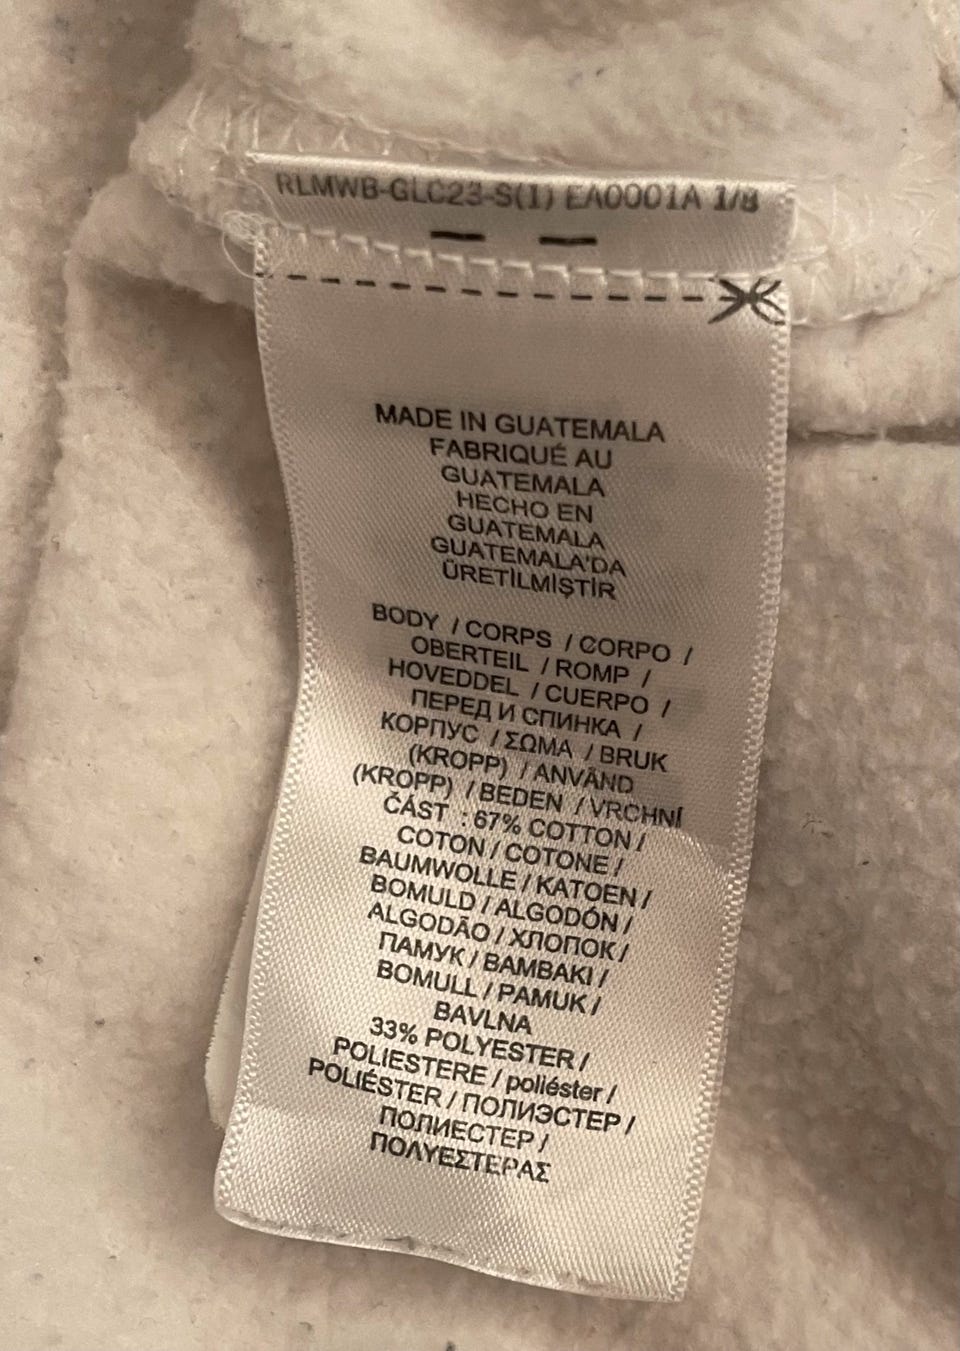 RLMWB-GLC23-S(1) EA0001A 1/8
MADE IN GUATEMALA
FABRIQUÉ AU
GUATEMALA
HECHO EN
GUATEMALA
GUATEMALA'DA
ÜRETİLMİŞTİR
BODY / CORPS / CORPO /
OBERTEIL / ROMP /
HOVEDDEL / CUERPO /
ПЕРЕД И СПИНКА /
КОРПУС / ΣΩΜΑ / BRUK
(KROPP) / ANVÄND
(KROPP) / BEDEN / VRCHNÍ
ČÁST : 67% COTTON /
COTON / COTONE /
BAUMWOLLE / KATOEN /
BOMULD / ALGODÓN /
ALGODÃO / ХЛОПОК /
ПАМУК / BAMBAKI /
BOMULL / PAMUK /
BAVLNA
33% POLYESTER /
POLIESTERE / poliéster /
POLIÉSTER / ПОЛИЭСТЕР /
ПОЛИЕСТЕР /
ΠΟΛΥΕΣΤΕΡΑΣ